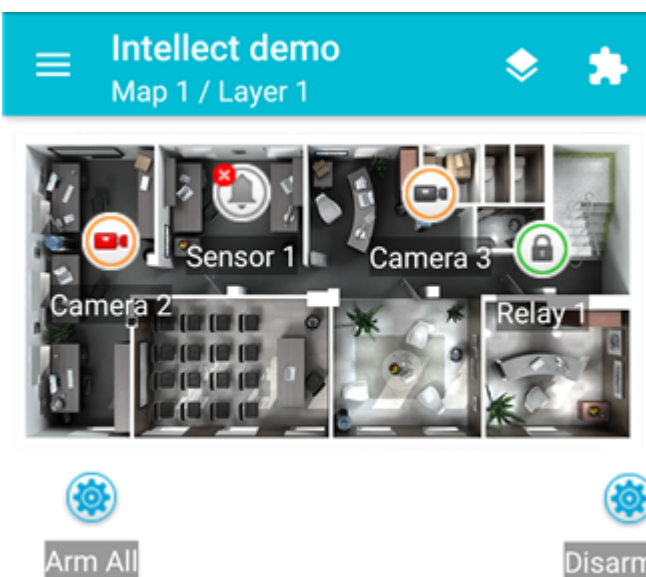 Intellect demo
Map 1 / Layer 1
Sensor 1
Camera 3
Camera 2
Relay 1
Arm All
Disarm